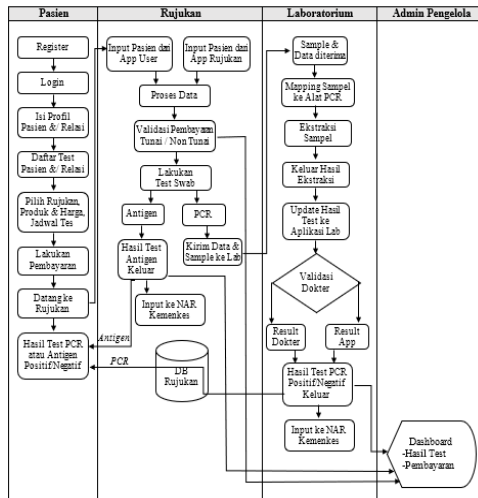 Pasien
Rujukan
Laboratorium
Admin Pengelola
Register
Login
Isi Profil
Pasien &/ Relasi
Daftar Test
Pasien &/ Relasi
Pilih Rujukan,
Produk & Harga,
Jadwal Tes
Lakukan
Pembayaran
Datang ke
Rujukan
Hasil Test PCR
atau Antigen
Positif/Negatif
Input Pasien dari
App User
Input Pasien dari
App Rujukan
Proses Data
Validasi Pembayaran
Tunai / Non Tunai
Lakukan
Test Swab
Antigen
PCR
Hasil Test
Antigen
Keluar
Kirim Data &
Sample ke Lab
Input ke NAR
Kemenkes
Antigen
PCR
DB
Rujukan
Sample &
Data diterima
Mapping Sampel
ke Alat PCR
Ekstraksi
Sampel
Keluar Hasil
Ekstraksi
Update Hasil
Test ke
Aplikasi Lab
Validasi
Dokter
Result
Dokter
Result
App
Hasil Test PCR
Positif/Negatif
Keluar
Input ke NAR
Kemenkes
Dashboard
-Hasil Test
-Pembayaran